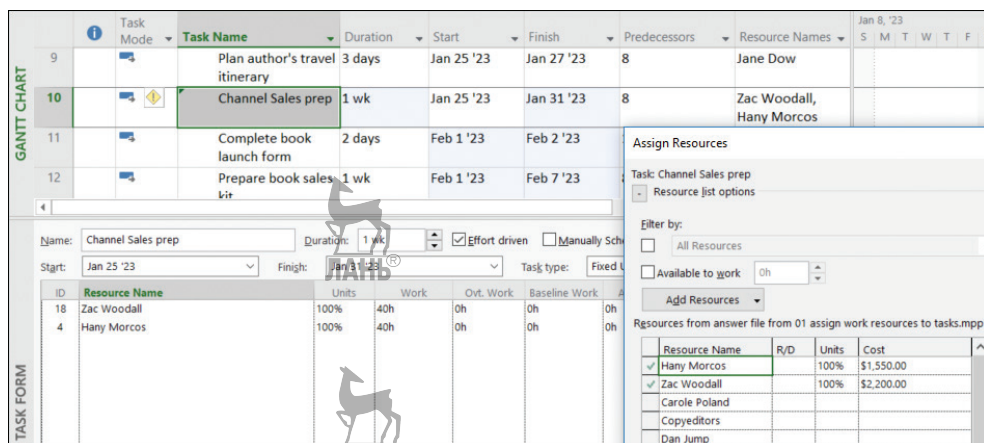 Jan 8, '23
Task Mode Task Name Duration Start Finish Predecessors Resource Names S M T W T F
GANTT CHART
9 Plan author's travel itinerary 3 days Jan 25 '23 Jan 27 '23 8 Jane Dow
10 Channel Sales prep 1 wk Jan 25 '23 Jan 31 '23 8 Zac Woodall, Hany Morcos
11 Complete book launch form 2 days Feb 1 '23 Feb 2 '23
12 Prepare book sales kit 1 wk Feb 1 '23 Feb 7 '23
Assign Resources
Task: Channel Sales prep
- Resource list options
Filter by:
All Resources
Available to work 0h
Add Resources
Resources from answer file from 01 assign work resources to tasks.mpp
Resource Name R/D Units Cost
Hany Morcos 100% $1,550.00
Zac Woodall 100% $2,200.00
Carole Poland
Copyeditors
Dan Jump
TASK FORM
Name: Channel Sales prep Duration: 1 wk Effort driven Manually Sch
Start: Jan 25 '23 Finish: Jan 31 '23 Task type: Fixed
ID Resource Name Units Work Ovt. Work Baseline Work A
18 Zac Woodall 100% 40h 0h 0h 0h
4 Hany Morcos 100% 40h 0h 0h 0h
ЛАНЬ®